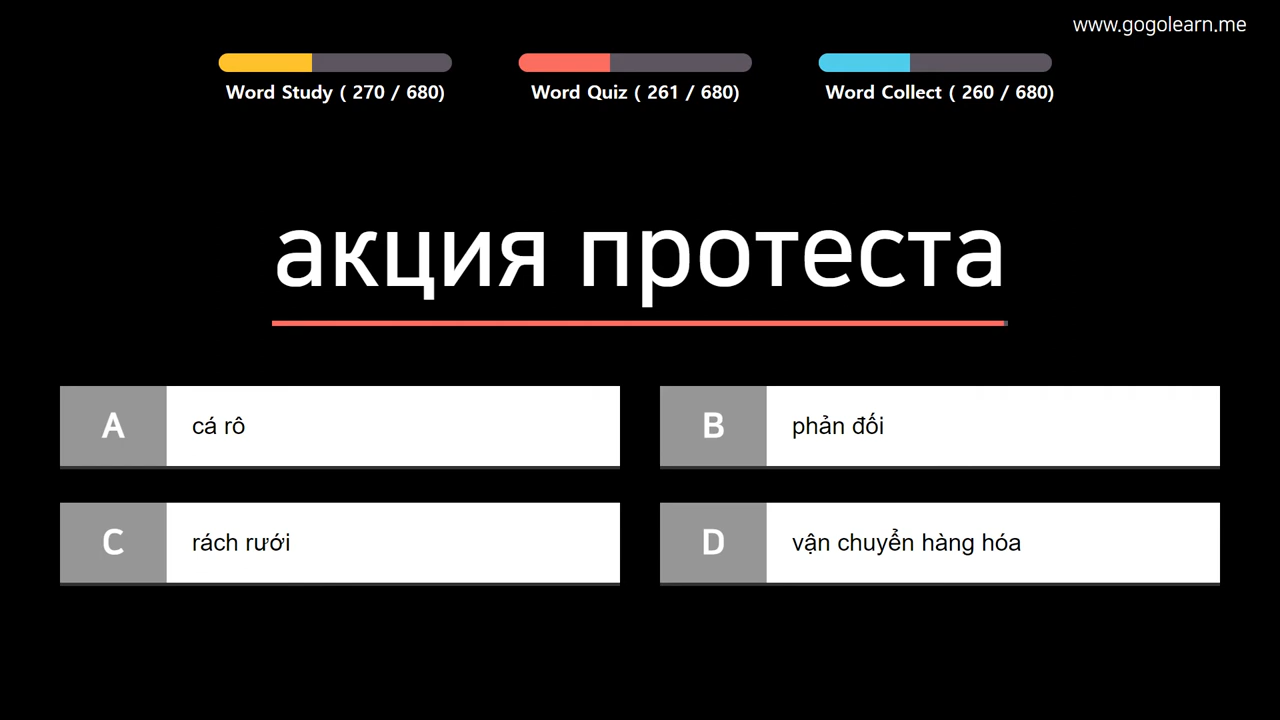 www.gogolearn.me
Word Study ( 270 / 680)
Word Quiz ( 261 / 680)
Word Collect ( 260 / 680)
акция протеста
A cá rô
B phản đối
C rách rưới
D vận chuyển hàng hóa